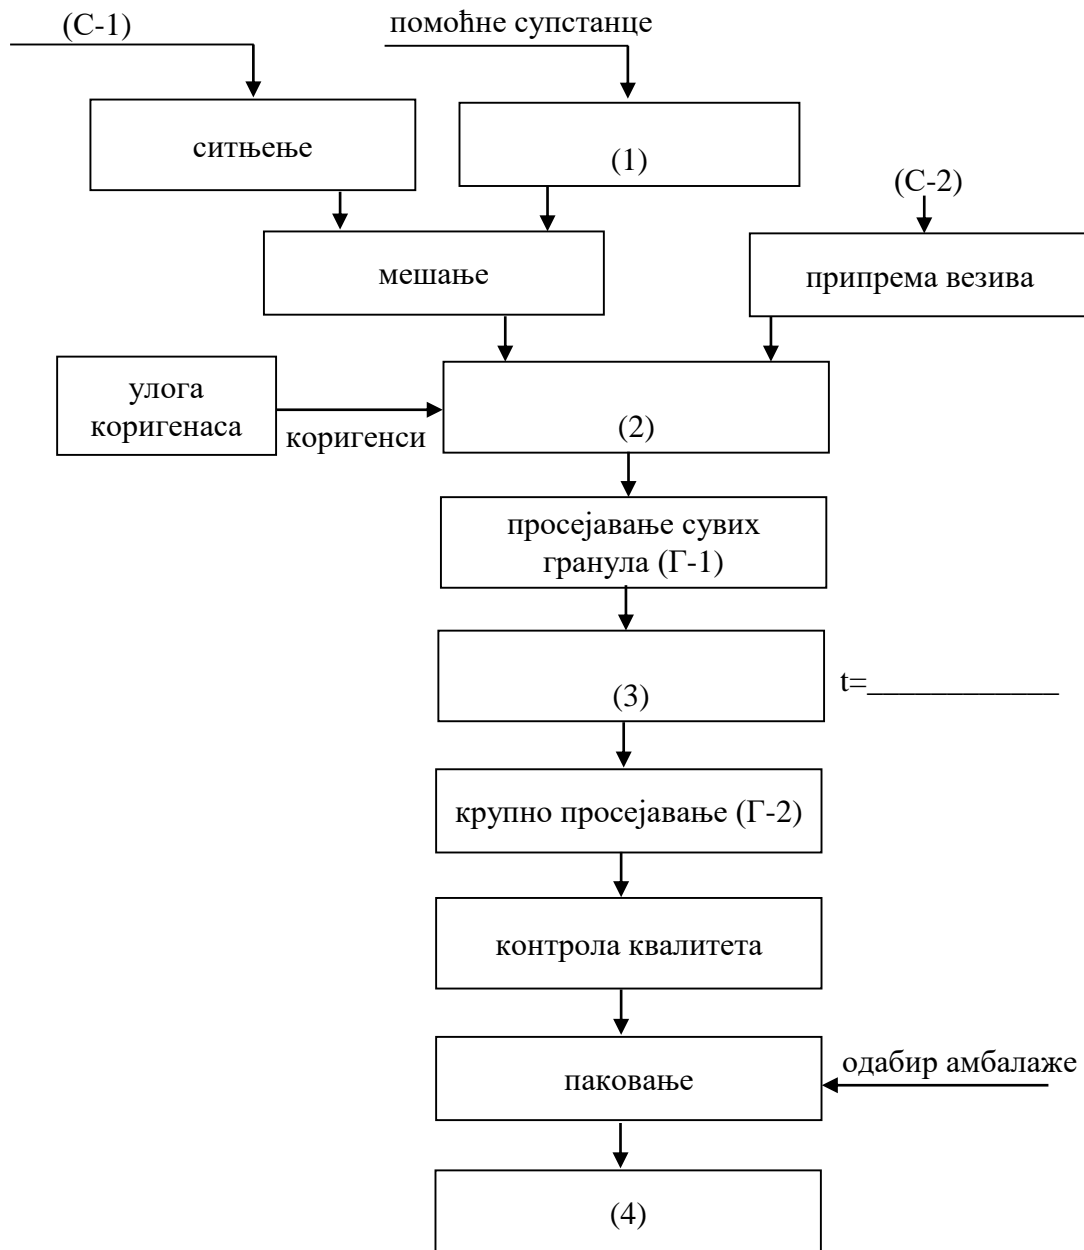 (С-1)
помоћне супстанце
ситњење
(1)
(С-2)
мешање
припрема везива
улога
коригенаса
коригенси
(2)
просејавање сувих
гранула (Г-1)
(3)
t=____________
крупно просејавање (Г-2)
контрола квалитета
паковање
одабир амбалаже
(4)